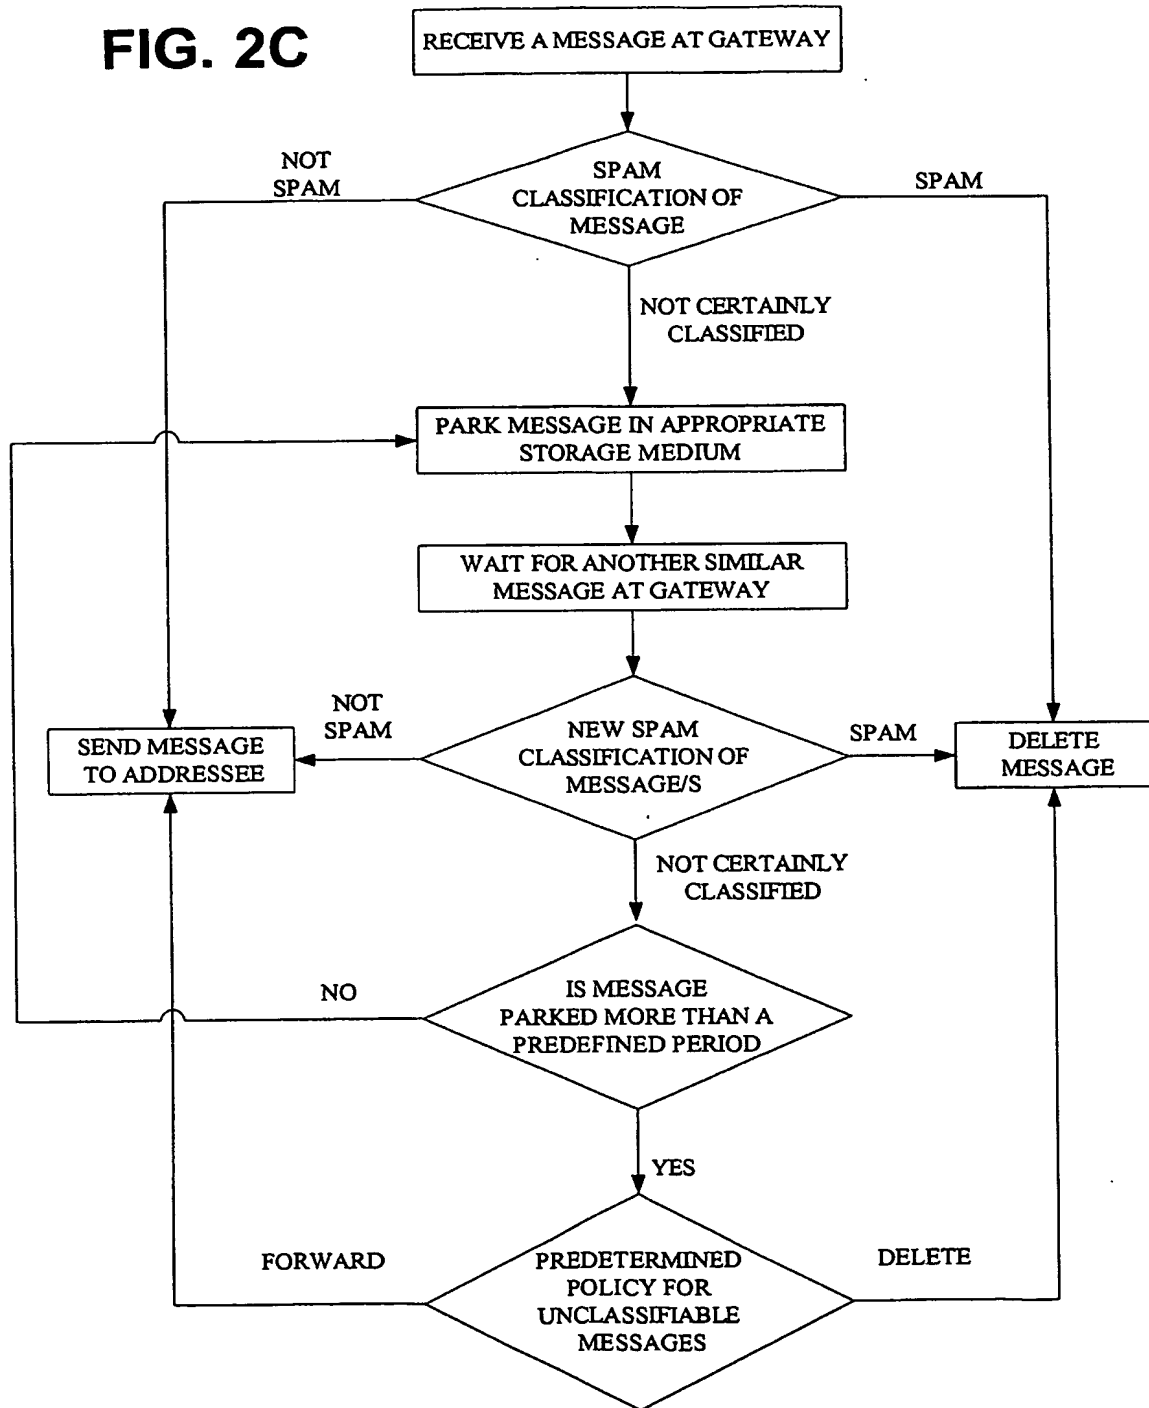 FIG. 2C
RECEIVE A MESSAGE AT GATEWAY
NOT
SPAM
SPAM
CLASSIFICATION OF
MESSAGE
SPAM
NOT CERTAINLY
CLASSIFIED
PARK MESSAGE IN APPROPRIATE
STORAGE MEDIUM
WAIT FOR ANOTHER SIMILAR
MESSAGE AT GATEWAY
NOT
SPAM
NEW SPAM
CLASSIFICATION OF
MESSAGE/S
SPAM
SEND MESSAGE
TO ADDRESSEE
DELETE
MESSAGE
NOT CERTAINLY
CLASSIFIED
NO
IS MESSAGE
PARKED MORE THAN A
PREDEFINED PERIOD
YES
FORWARD
PREDETERMINED
POLICY FOR
UNCLASSIFIABLE
MESSAGES
DELETE